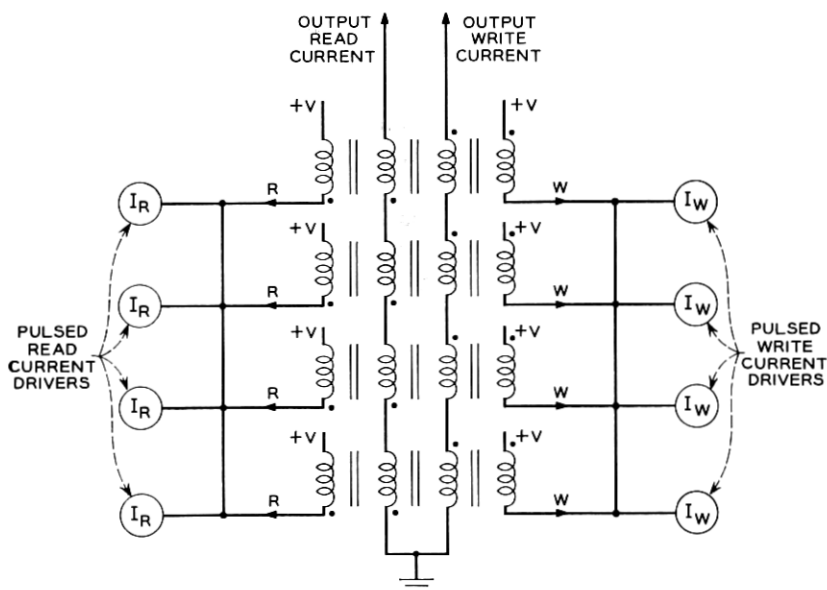 OUTPUT
READ
CURRENT
OUTPUT
WRITE
CURRENT
+V
+V
R
W
I_R
I_W
+V
+V
R
W
I_R
I_W
PULSED
READ
CURRENT
DRIVERS
PULSED
WRITE
CURRENT
DRIVERS
+V
+V
R
W
I_R
I_W
+V
+V
R
W
I_R
I_W